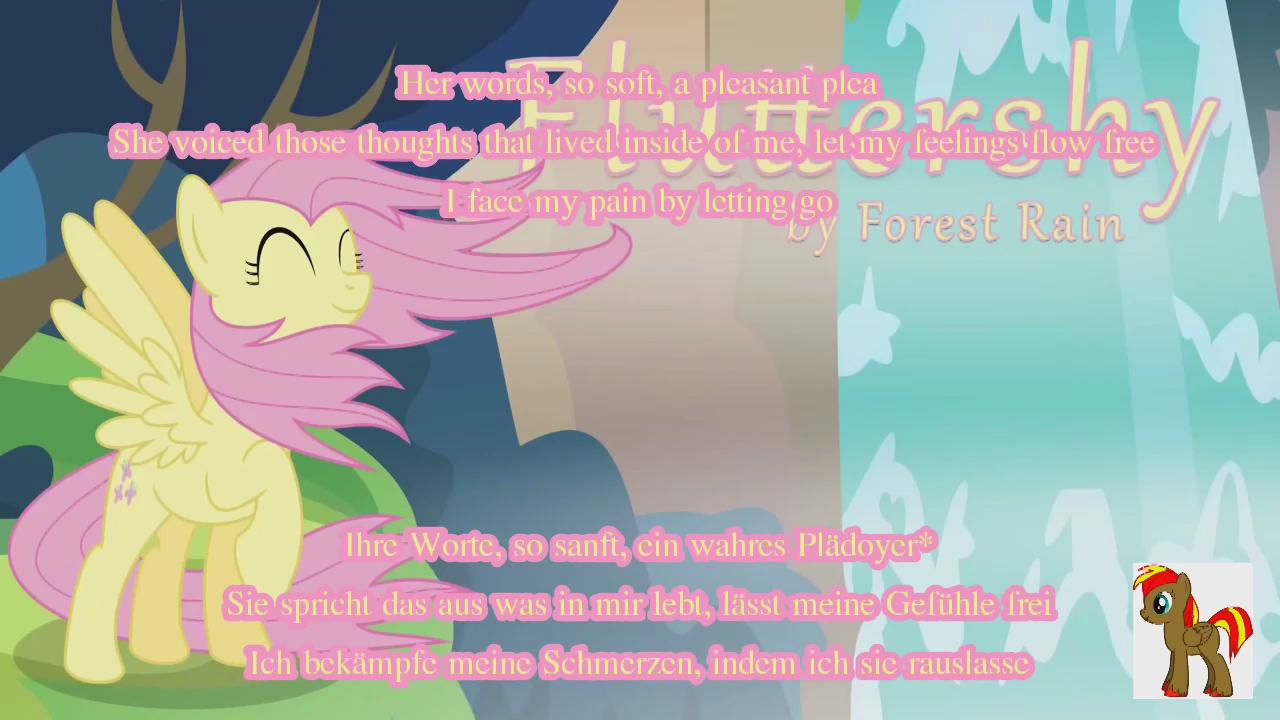 Fluttershy
by Forest Rain
Her words, so soft, a pleasant plea
She voiced those thoughts that lived inside of me, let my feelings flow free
I face my pain by letting go
Ihre Worte, so sanft, ein wahres Plädoyer*
Sie spricht das aus was in mir lebt, lässt meine Gefühle frei
Ich bekämpfe meine Schmerzen, indem ich sie rauslasse